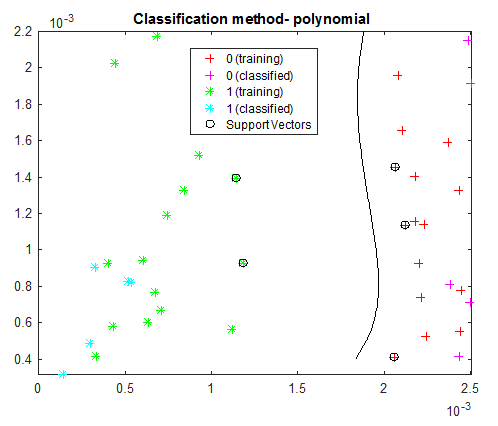 Classification method- polynomial
×10⁻³
2.2
2
1.8
1.6
1.4
1.2
1
0.8
0.6
0.4
0 (training)
0 (classified)
1 (training)
1 (classified)
Support Vectors
0 0.5 1 1.5 2 2.5
×10⁻³